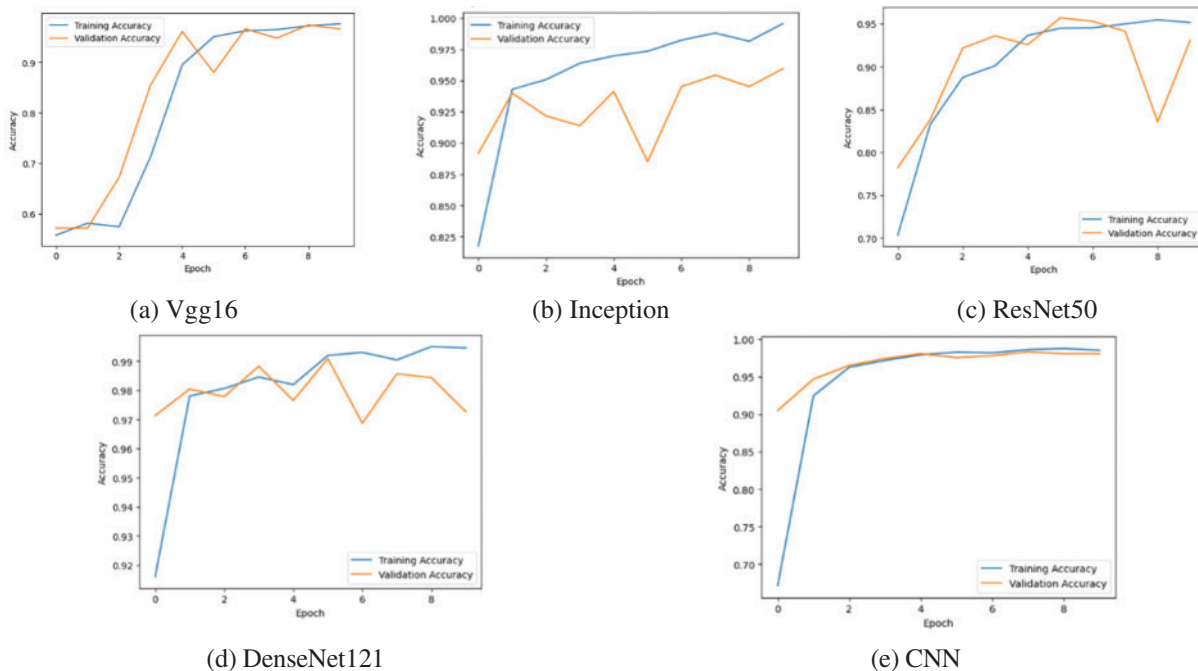 Training Accuracy
Validation Accuracy
0.9
0.8
0.7
0.6
Accuracy
0 2 4 6 8
Epoch
(a) Vgg16
Training Accuracy
Validation Accuracy
1.000
0.975
0.950
0.925
0.900
0.875
0.850
0.825
Accuracy
0 2 4 6 8
Epoch
(b) Inception
0.95
0.90
0.85
0.80
0.75
0.70
Accuracy
Training Accuracy
Validation Accuracy
0 2 4 6 8
Epoch
(c) ResNet50
0.99
0.98
0.97
0.96
0.95
0.94
0.93
0.92
Accuracy
Training Accuracy
Validation Accuracy
0 2 4 6 8
Epoch
(d) DenseNet121
1.00
0.95
0.90
0.85
0.80
0.75
0.70
Accuracy
Training Accuracy
Validation Accuracy
0 2 4 6 8
Epoch
(e) CNN